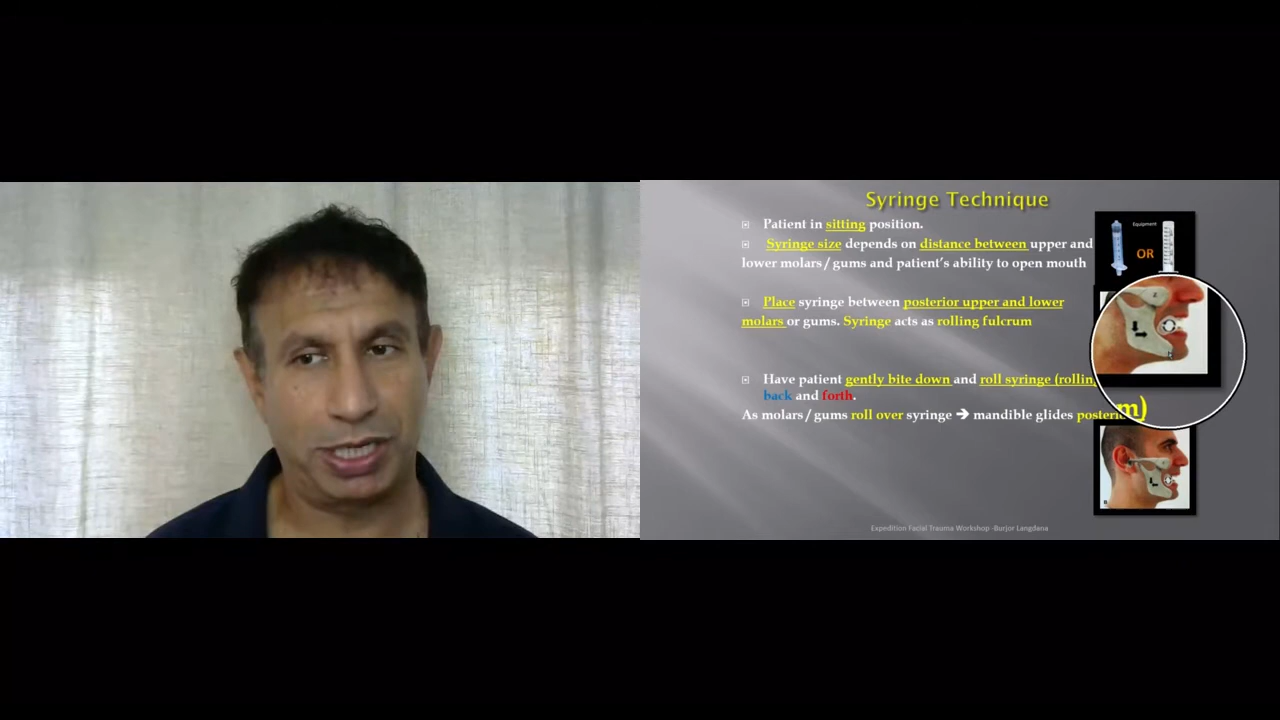 Syringe Technique
Patient in sitting position.
Syringe size depends on distance between upper and
lower molars / gums and patient's ability to open mouth
Place syringe between posterior upper and lower
molars or gums. Syringe acts as rolling fulcrum
Have patient gently bite down and roll syringe (rolling
back and forth.
As molars / gums roll over syringe → mandible glides
Equipment
OR
Expedition Facial Trauma Workshop -Burjor Langdana